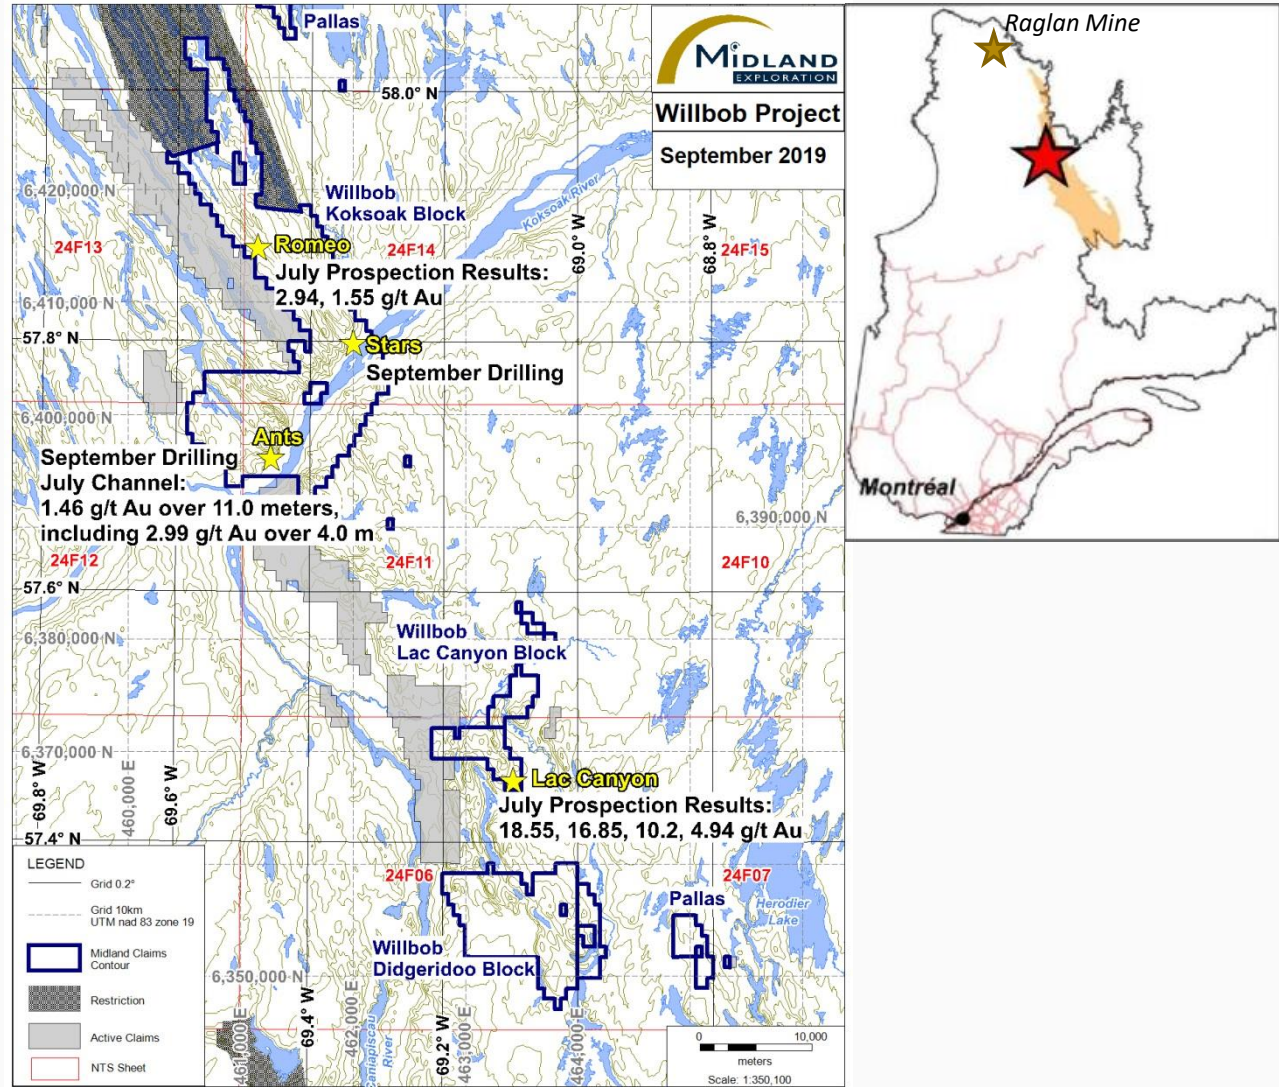 Pallas
MIDLAND
EXPLORATION
Willbob Project
September 2019
58.0° N
6,420,000 N
Willbob
Koksoak Block
Koksoak River
24F13
Romeo
24F14
69.0° W
68.8° W
24F15
July Prospection Results:
2.94, 1.55 g/t Au
6,410,000 N
57.8° N
Stars
September Drilling
6,400,000 N
Ants
September Drilling
July Channel:
1.46 g/t Au over 11.0 meters,
including 2.99 g/t Au over 4.0 m
6,390,000 N
24F12
24F11
24F10
57.6° N
6,380,000 N
Willbob
Lac Canyon Block
6,370,000 N
69.8° W
460,000 E
69.6° W
Lac Canyon
July Prospection Results:
18.55, 16.85, 10.2, 4.94 g/t Au
57.4° N
24F06
24F07
Pallas
Herodier
Lake
Willbob
Didgeridoo Block
6,350,000 N
461,000 E
69.4° W
462,000 E
Caniapiscau
River
69.2° W
463,000 E
464,000 E
LEGEND
Grid 0.2°
Grid 10km
UTM nad 83 zone 19
Midland Claims
Contour
Restriction
Active Claims
NTS Sheet
0 10,000
meters
Scale: 1:350,100
Raglan Mine
Montréal